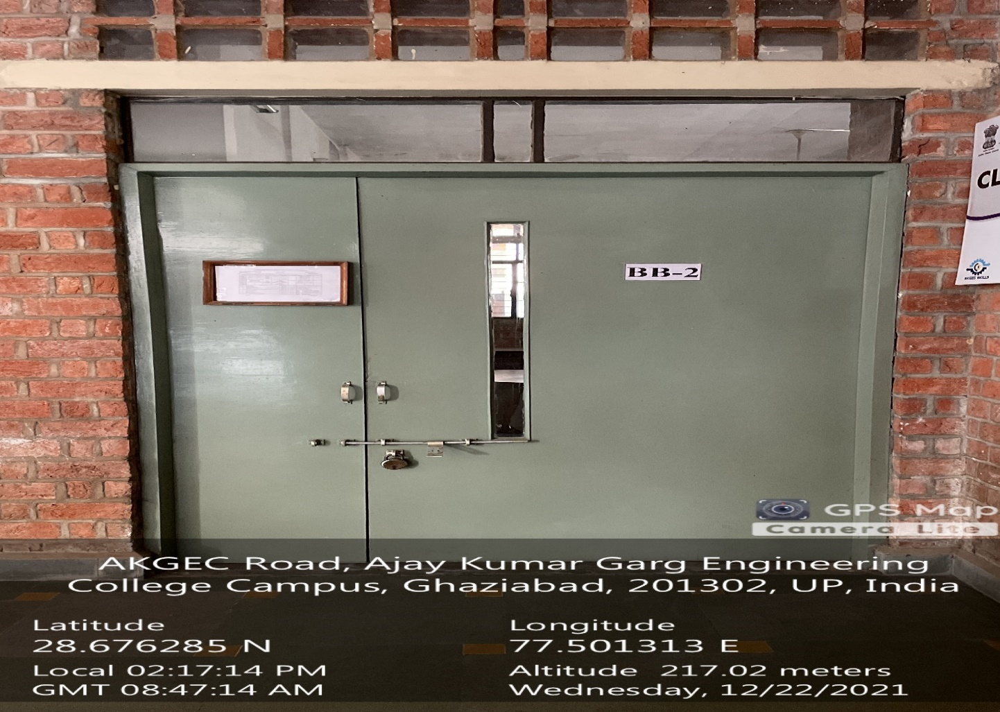 CL
BB-2
AKGEC SKILLS
GPS Map
Camera Lite
AKGEC Road, Ajay Kumar Garg Engineering
College Campus, Ghaziabad, 201302, UP, India
Latitude
28.676285 N
Longitude
77.501313 E
Local 02:17:14 PM
GMT 08:47:14 AM
Altitude 217.02 meters
Wednesday, 12/22/2021